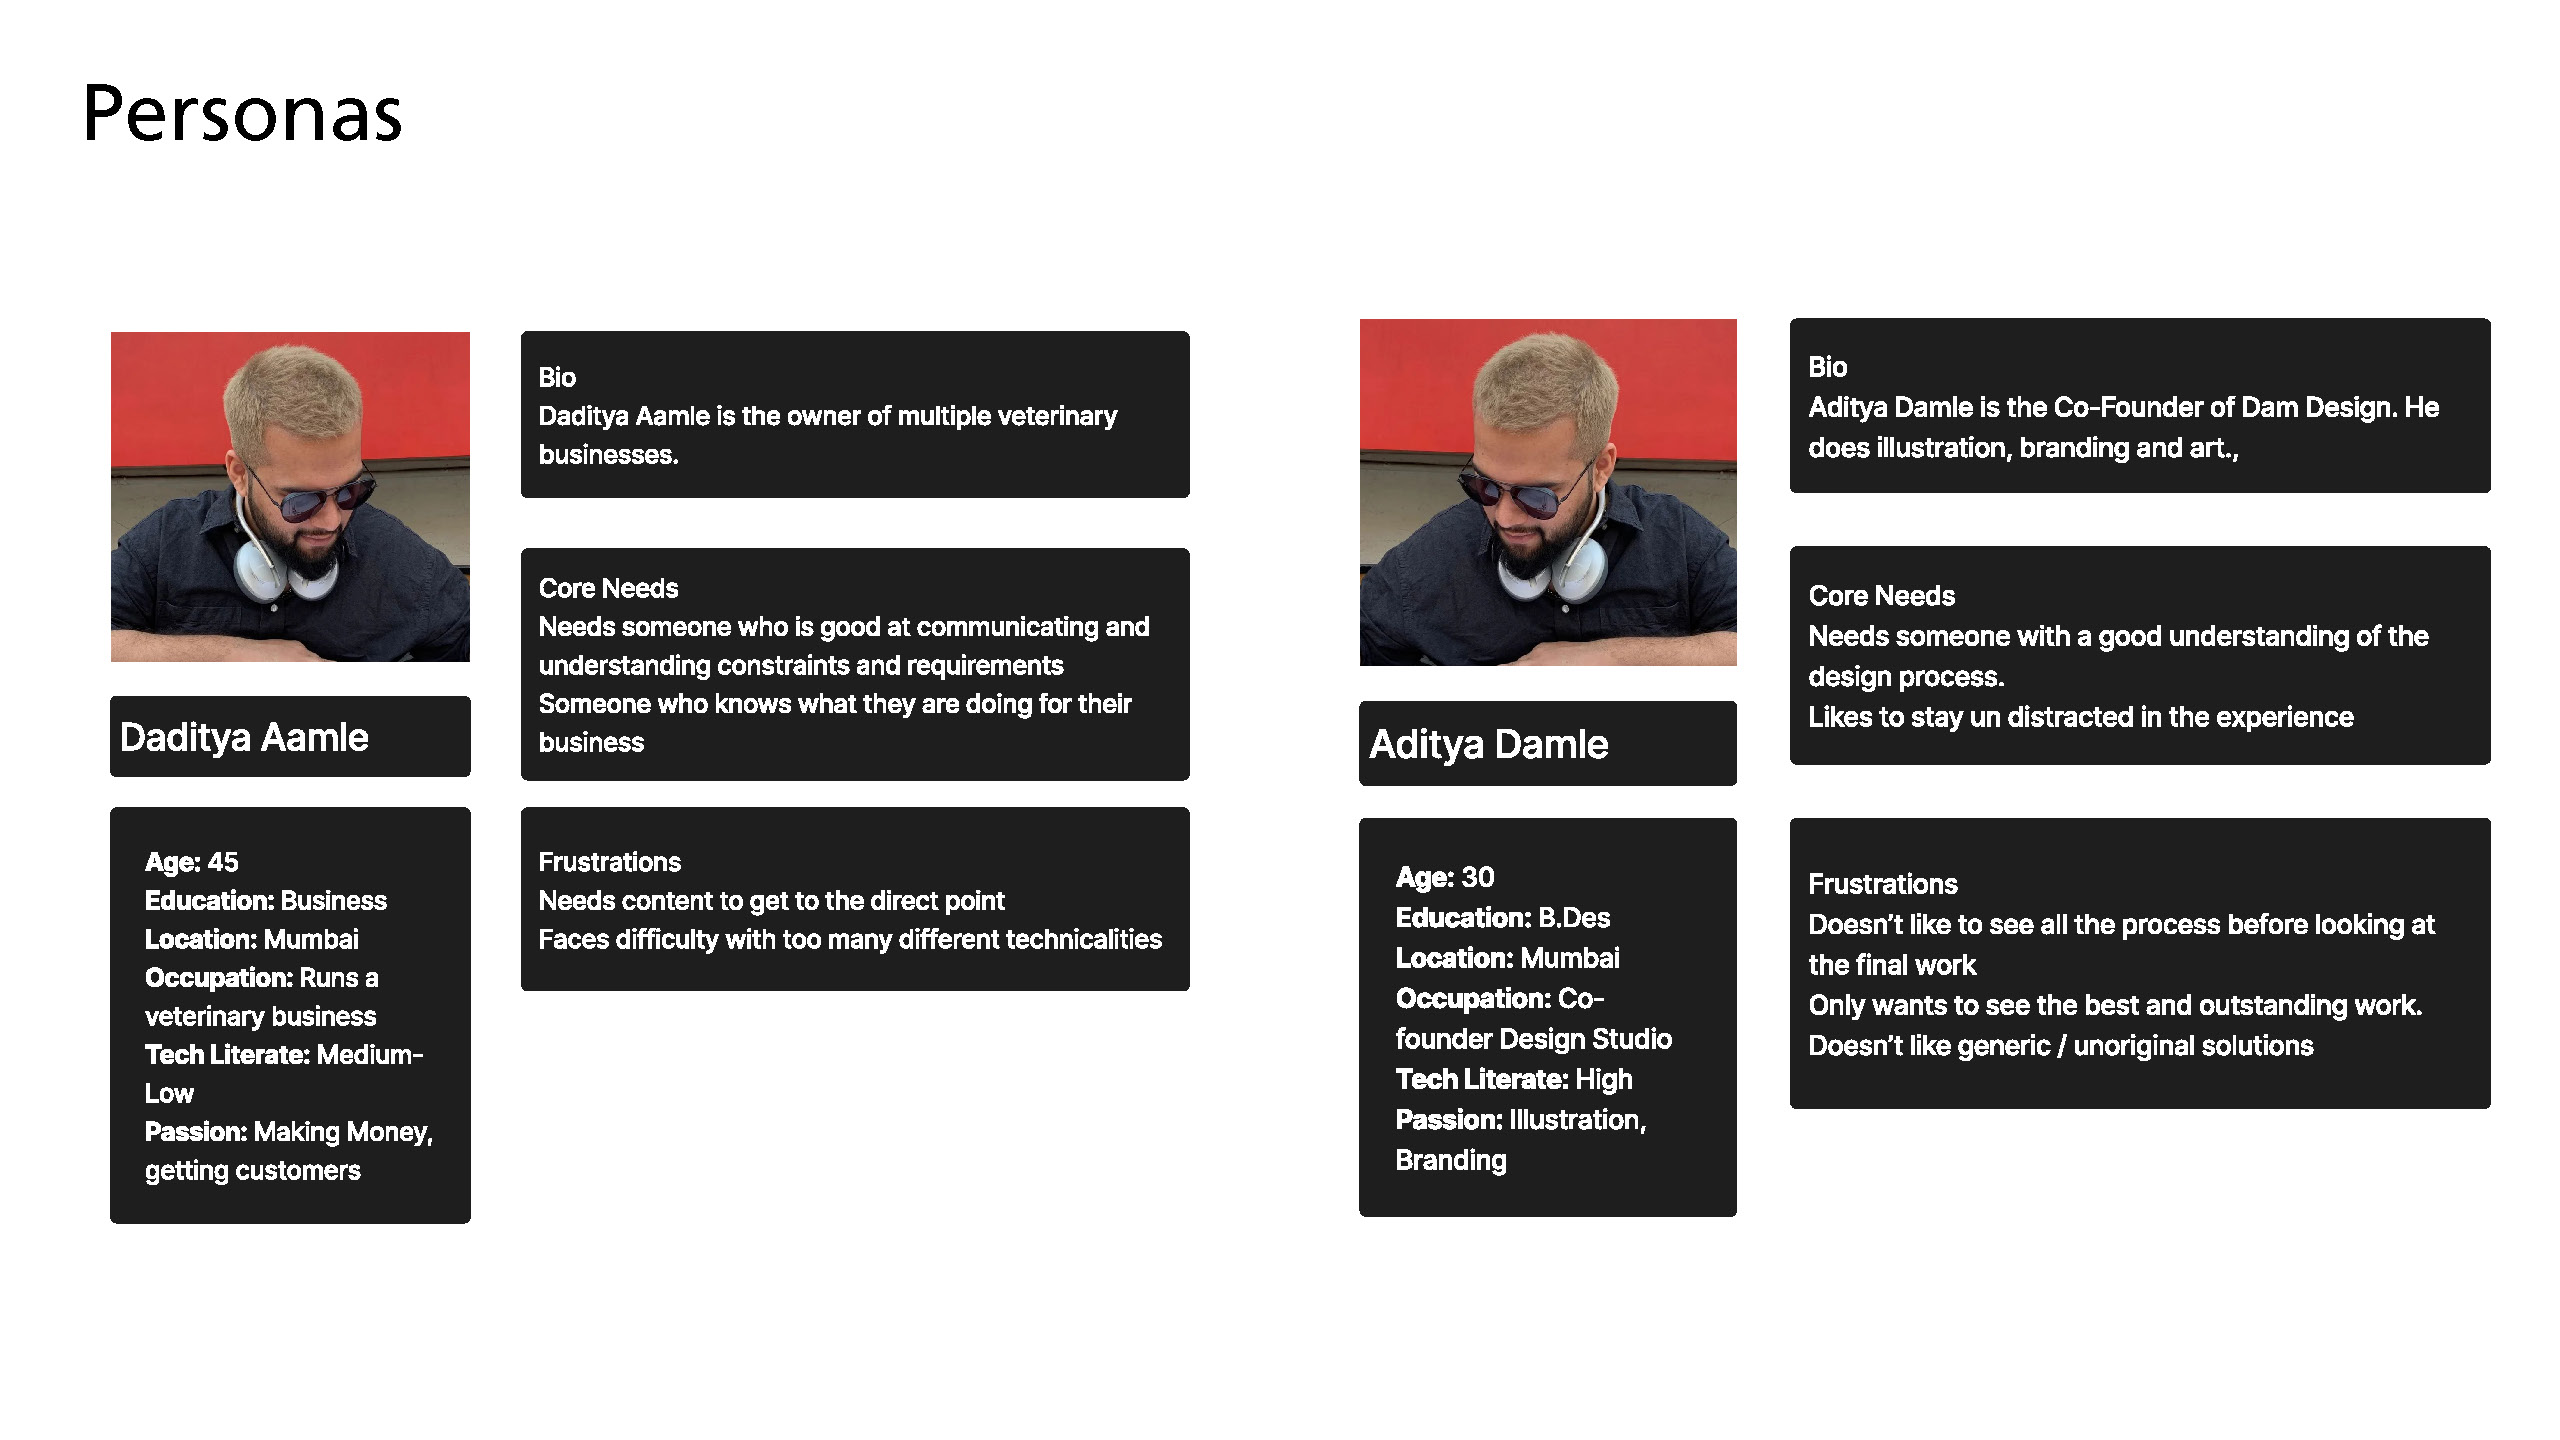 Personas
Daditya Aamle
Age: 45
Education: Business
Location: Mumbai
Occupation: Runs a
veterinary business
Tech Literate: Medium-
Low
Passion: Making Money,
getting customers
Bio
Daditya Aamle is the owner of multiple veterinary
businesses.
Core Needs
Needs someone who is good at communicating and
understanding constraints and requirements
Someone who knows what they are doing for their
business
Frustrations
Needs content to get to the direct point
Faces difficulty with too many different technicalities
Aditya Damle
Age: 30
Education: B.Des
Location: Mumbai
Occupation: Co-
founder Design Studio
Tech Literate: High
Passion: Illustration,
Branding
Bio
Aditya Damle is the Co-Founder of Dam Design. He
does illustration, branding and art.,
Core Needs
Needs someone with a good understanding of the
design process.
Likes to stay un distracted in the experience
Frustrations
Doesn’t like to see all the process before looking at
the final work
Only wants to see the best and outstanding work.
Doesn’t like generic / unoriginal solutions